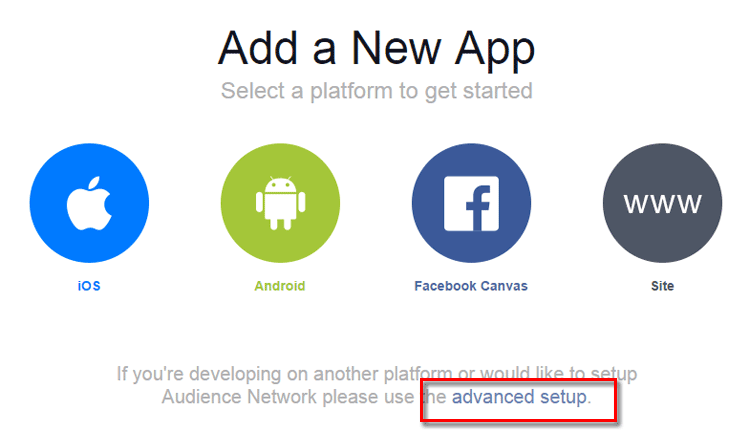 Add a New App
Select a platform to get started
www
iOS
Android
Facebook Canvas
Site
If you're developing on another platform or would like to setup
Audience Network please use the advanced setup.